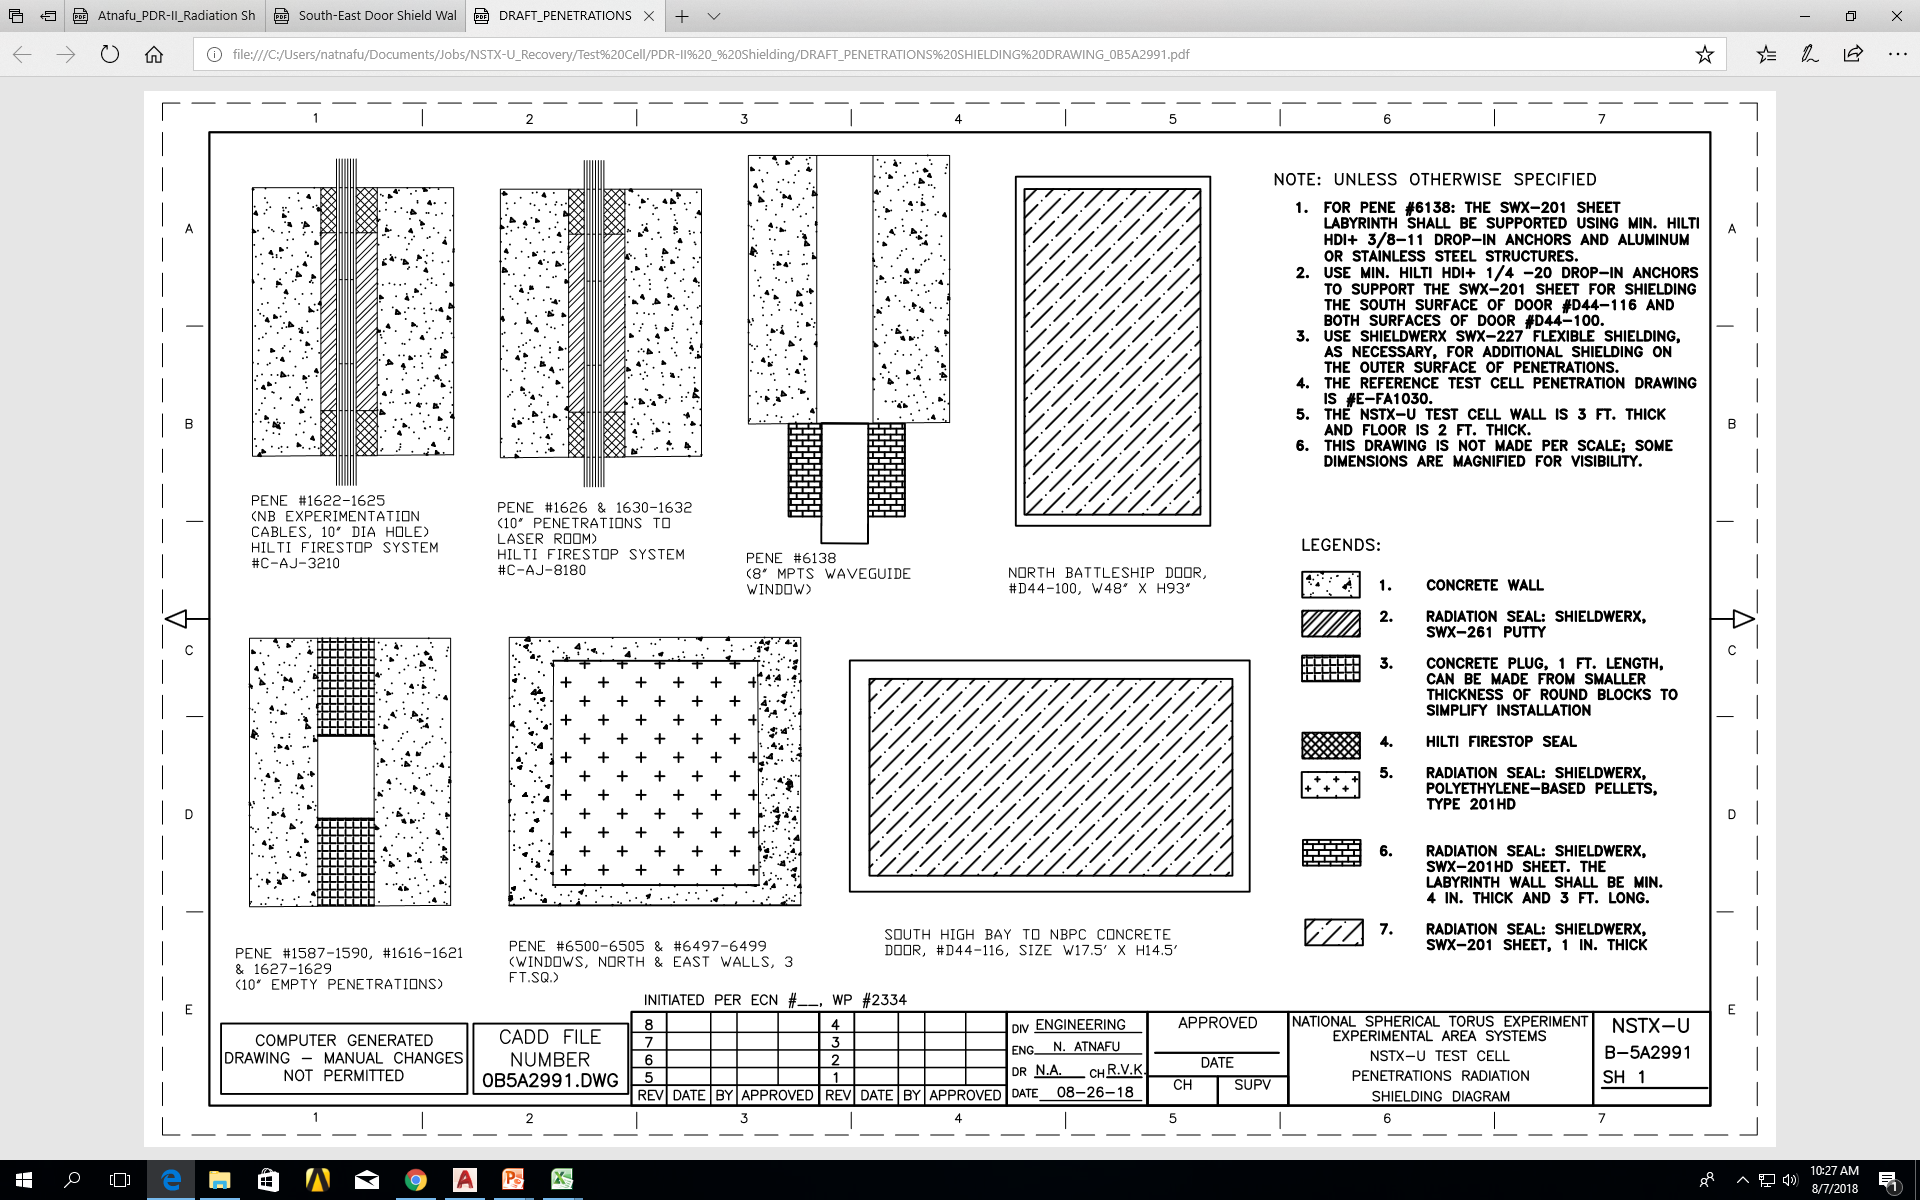 Atnafu_PDR-II_Radiation Sh
South-East Door Shield Wal
DRAFT_PENETRATIONS
file:///C:/Users/natnafu/Documents/Jobs/NSTX-U_Recovery/Test%20Cell/PDR-II%20_%20Shielding/DRAFT_PENETRATIONS%20SHIELDING%20DRAWING_0B5A2991.pdf
1 2 3 4 5 6 7
A
B
C
D
E
A
B
C
D
E
PENE #1622-1625
(NB EXPERIMENTATION
CABLES, 10" DIA HOLE)
HILTI FIRESTOP SYSTEM
#C-AJ-3210
PENE #1626 & 1630-1632
(10" PENETRATIONS TO
LASER ROOM)
HILTI FIRESTOP SYSTEM
#C-AJ-8180
PENE #6138
(8" MPTS WAVEGUIDE
WINDOW)
NORTH BATTLESHIP DOOR,
#D44-100, W48" X H93"
NOTE: UNLESS OTHERWISE SPECIFIED
1. FOR PENE #6138: THE SWX-201 SHEET
LABYRINTH SHALL BE SUPPORTED USING MIN. HILTI
HDI+ 3/8-11 DROP-IN ANCHORS AND ALUMINUM
OR STAINLESS STEEL STRUCTURES.
2. USE MIN. HILTI HDI+ 1/4 -20 DROP-IN ANCHORS
TO SUPPORT THE SWX-201 SHEET FOR SHIELDING
THE SOUTH SURFACE OF DOOR #D44-116 AND
BOTH SURFACES OF DOOR #D44-100.
3. USE SHIELDWERX SWX-227 FLEXIBLE SHIELDING,
AS NECESSARY, FOR ADDITIONAL SHIELDING ON
THE OUTER SURFACE OF PENETRATIONS.
4. THE REFERENCE TEST CELL PENETRATION DRAWING
IS #E-FA1030.
5. THE NSTX-U TEST CELL WALL IS 3 FT. THICK
AND FLOOR IS 2 FT. THICK.
6. THIS DRAWING IS NOT MADE PER SCALE; SOME
DIMENSIONS ARE MAGNIFIED FOR VISIBILITY.
LEGENDS:
1. CONCRETE WALL
2. RADIATION SEAL: SHIELDWERX,
SWX-261 PUTTY
3. CONCRETE PLUG, 1 FT. LENGTH,
CAN BE MADE FROM SMALLER
THICKNESS OF ROUND BLOCKS TO
SIMPLIFY INSTALLATION
4. HILTI FIRESTOP SEAL
5. RADIATION SEAL: SHIELDWERX,
POLYETHYLENE-BASED PELLETS,
TYPE 201HD
6. RADIATION SEAL: SHIELDWERX,
SWX-201HD SHEET. THE
LABYRINTH WALL SHALL BE MIN.
4 IN. THICK AND 3 FT. LONG.
7. RADIATION SEAL: SHIELDWERX,
SWX-201 SHEET, 1 IN. THICK
PENE #1587-1590, #1616-1621
& 1627-1629
(10" EMPTY PENETRATIONS)
PENE #6500-6505 & #6497-6499
(WINDOWS, NORTH & EAST WALLS, 3
FT.SQ.)
SOUTH HIGH BAY TO NBPC CONCRETE
DOOR, #D44-116, SIZE W17.5' X H14.5'
INITIATED PER ECN #__, WP #2334
COMPUTER GENERATED
DRAWING - MANUAL CHANGES
NOT PERMITTED
CADD FILE
NUMBER
0B5A2991.DWG
8 4
7 3
6 2
5 1
REV DATE BY APPROVED REV DATE BY APPROVED
DIV ENGINEERING
ENG N. ATNAFU
DR N.A. CH R.V.K.
DATE 08-26-18
APPROVED
DATE
CH SUPV
NATIONAL SPHERICAL TORUS EXPERIMENT
EXPERIMENTAL AREA SYSTEMS
NSTX-U TEST CELL
PENETRATIONS RADIATION
SHIELDING DIAGRAM
NSTX-U
B-5A2991
SH 1
1 2 3 4 5 6 7
10:27 AM
8/7/2018
1